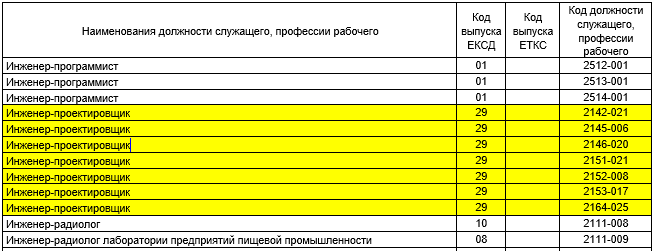 Наименования должности служащего, профессии рабочего Код выпуска ЕКСД Код выпуска ЕТКС Код должности служащего, профессии рабочего
Инженер-программист 01 2512-001
Инженер-программист 01 2513-001
Инженер-программист 01 2514-001
Инженер-проектировщик 29 2142-021
Инженер-проектировщик 29 2145-006
Инженер-проектировщик 29 2146-020
Инженер-проектировщик 29 2151-021
Инженер-проектировщик 29 2152-008
Инженер-проектировщик 29 2153-017
Инженер-проектировщик 29 2164-025
Инженер-радиолог 10 2111-008
Инженер-радиолог лаборатории предприятий пищевой промышленности 08 2111-009